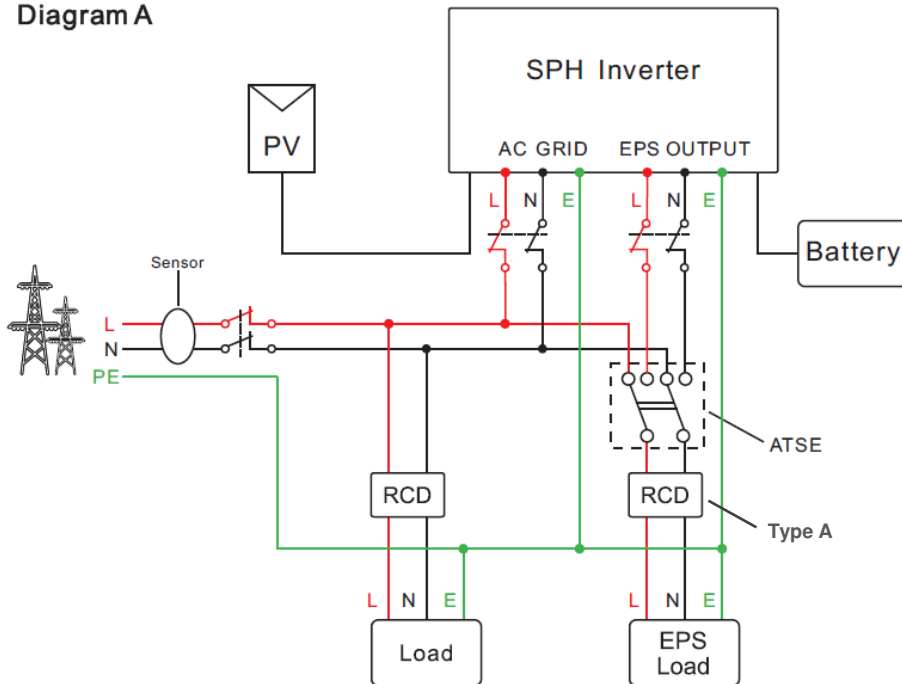 Diagram A
SPH Inverter
PV
AC GRID EPS OUTPUT
L N E L N E
Battery
Sensor
L
N
PE
ATSE
RCD RCD
Type A
L N E L N E
Load
EPS
Load